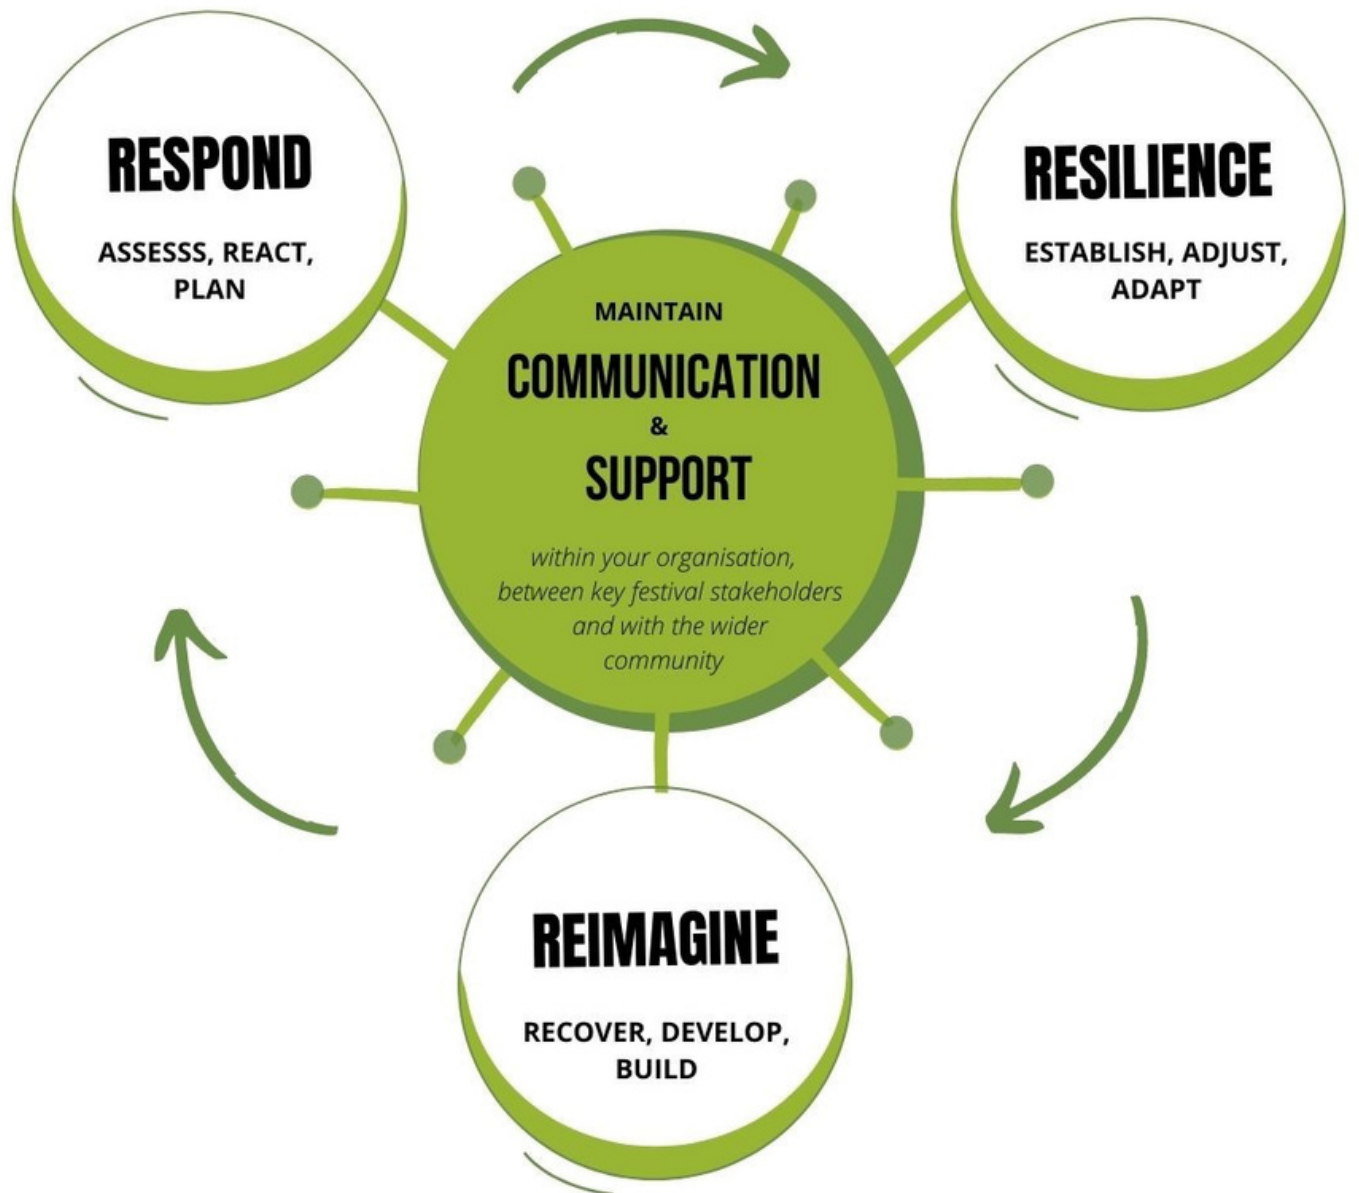 RESPOND
ASSESSS, REACT,
PLAN
RESILIENCE
ESTABLISH, ADJUST,
ADAPT
MAINTAIN
COMMUNICATION
&
SUPPORT
within your organisation,
between key festival stakeholders
and with the wider
community
REIMAGINE
RECOVER, DEVELOP,
BUILD